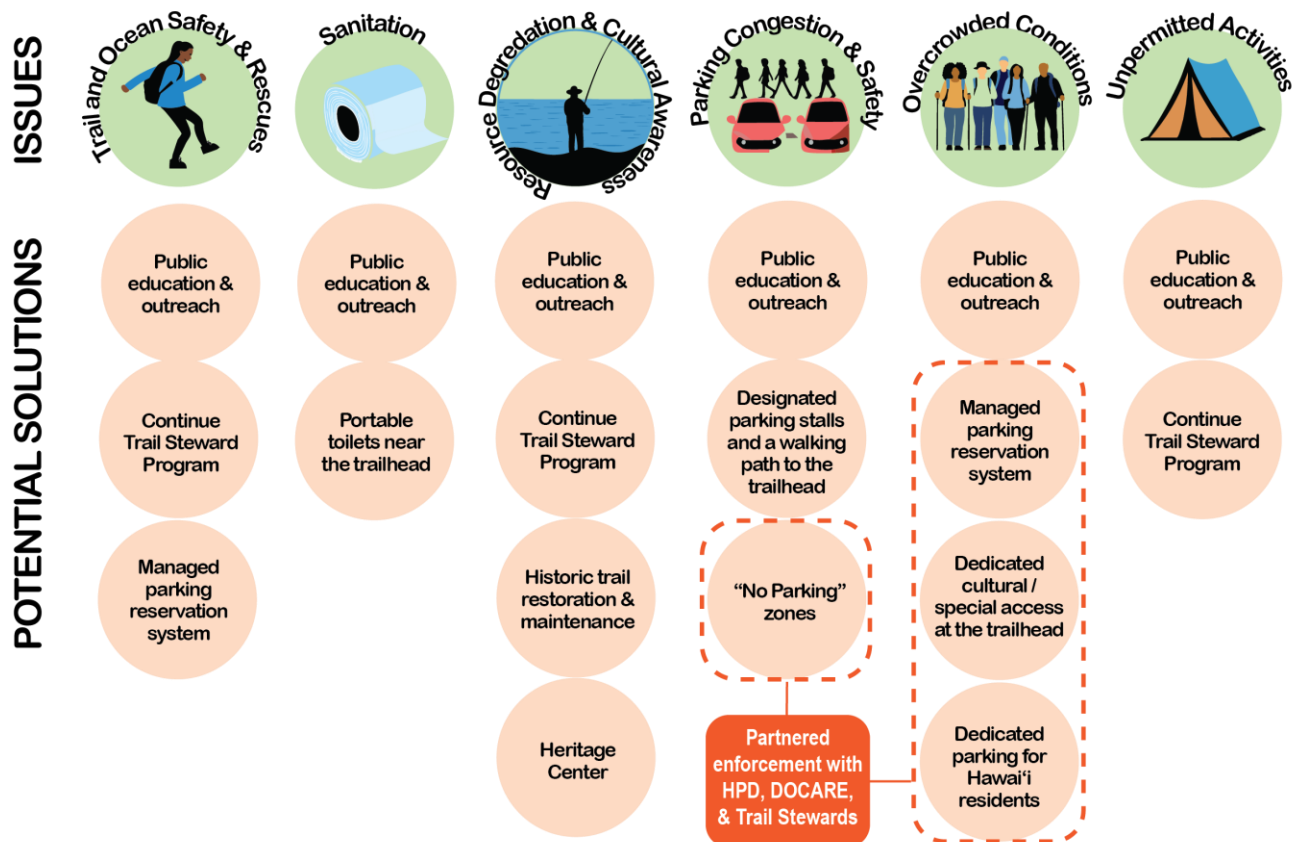 ISSUES
Trail and Ocean Safety & Rescues
Sanitation
Resource Degredation & Cultural Awareness
Parking Congestion & Safety
Overcrowded Conditions
Unpermitted Activities
POTENTIAL SOLUTIONS
Public
education &
outreach
Public
education &
outreach
Public
education &
outreach
Public
education &
outreach
Public
education &
outreach
Public
education &
outreach
Continue
Trail Steward
Program
Portable
toilets near
the trailhead
Continue
Trail Steward
Program
Designated
parking stalls
and a walking
path to the
trailhead
Managed
parking
reservation
system
Continue
Trail Steward
Program
Managed
parking
reservation
system
Historic trail
restoration &
maintenance
“No Parking”
zones
Dedicated
cultural /
special access
at the trailhead
Heritage
Center
Partnered
enforcement with
HPD, DOCARE,
& Trail Stewards
Dedicated
parking for
Hawaiʻi
residents